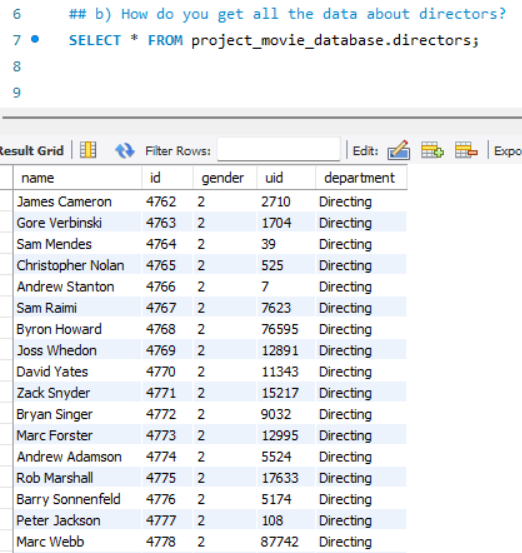 6 ## b) How do you get all the data about directors?
7 SELECT * FROM project_movie_database.directors;
8
9
Result Grid Filter Rows: Edit: Expo
name id gender uid department
James Cameron 4762 2 2710 Directing
Gore Verbinski 4763 2 1704 Directing
Sam Mendes 4764 2 39 Directing
Christopher Nolan 4765 2 525 Directing
Andrew Stanton 4766 2 7 Directing
Sam Raimi 4767 2 7623 Directing
Byron Howard 4768 2 76595 Directing
Joss Whedon 4769 2 12891 Directing
David Yates 4770 2 11343 Directing
Zack Snyder 4771 2 15217 Directing
Bryan Singer 4772 2 9032 Directing
Marc Forster 4773 2 12995 Directing
Andrew Adamson 4774 2 5524 Directing
Rob Marshall 4775 2 17633 Directing
Barry Sonnenfeld 4776 2 5174 Directing
Peter Jackson 4777 2 108 Directing
Marc Webb 4778 2 87742 Directing